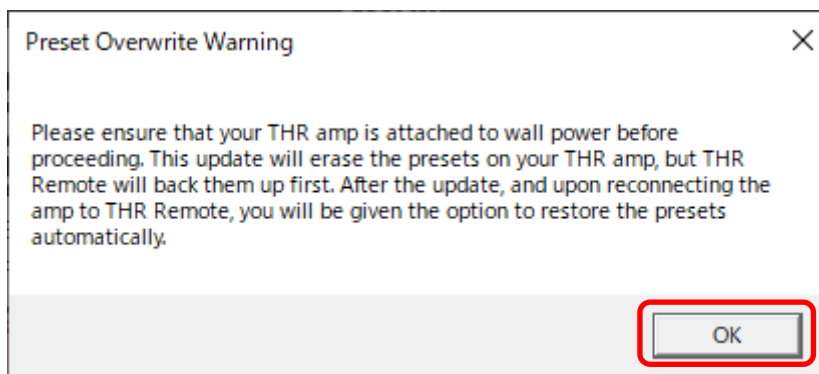 Preset Overwrite Warning
Please ensure that your THR amp is attached to wall power before
proceeding. This update will erase the presets on your THR amp, but THR
Remote will back them up first. After the update, and upon reconnecting the
amp to THR Remote, you will be given the option to restore the presets
automatically.
OK